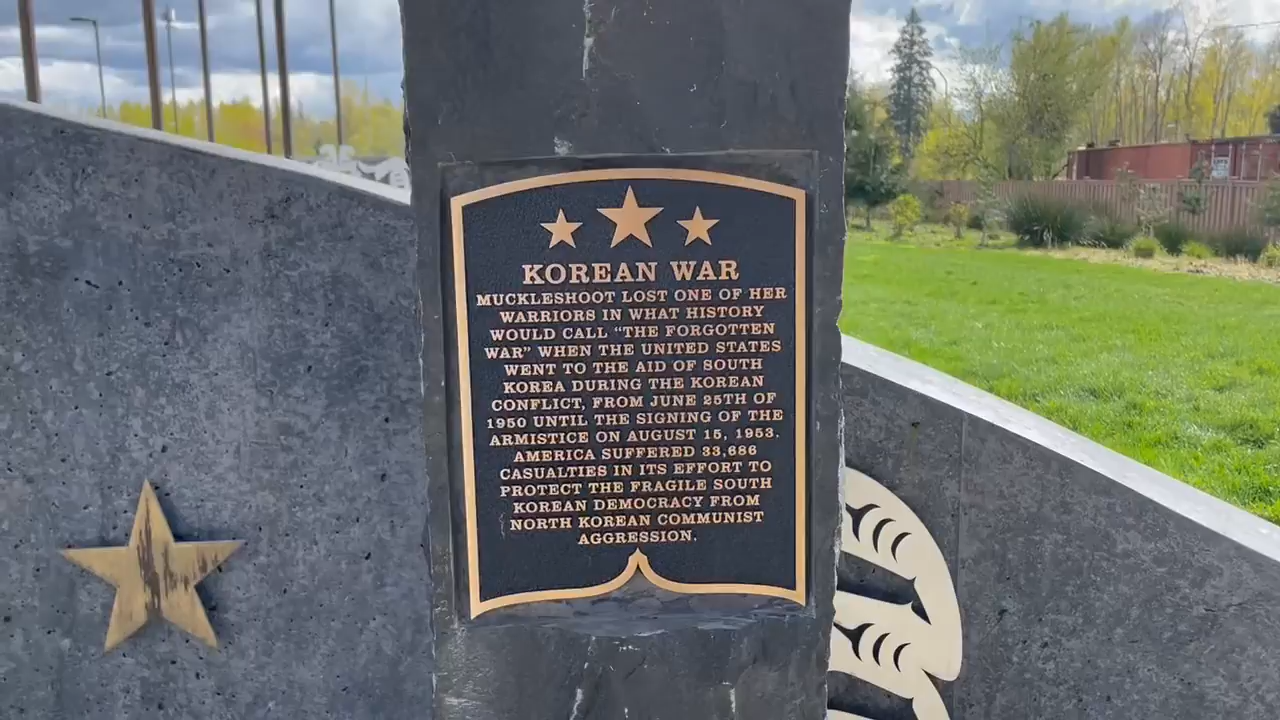 KOREAN WAR
MUCKLESHOOT LOST ONE OF HER
WARRIORS IN WHAT HISTORY
WOULD CALL "THE FORGOTTEN
WAR" WHEN THE UNITED STATES
WENT TO THE AID OF SOUTH
KOREA DURING THE KOREAN
CONFLICT, FROM JUNE 25TH OF
1950 UNTIL THE SIGNING OF THE
ARMISTICE ON AUGUST 15, 1953.
AMERICA SUFFERED 33,686
CASUALTIES IN ITS EFFORT TO
PROTECT THE FRAGILE SOUTH
KOREAN DEMOCRACY FROM
NORTH KOREAN COMMUNIST
AGGRESSION.